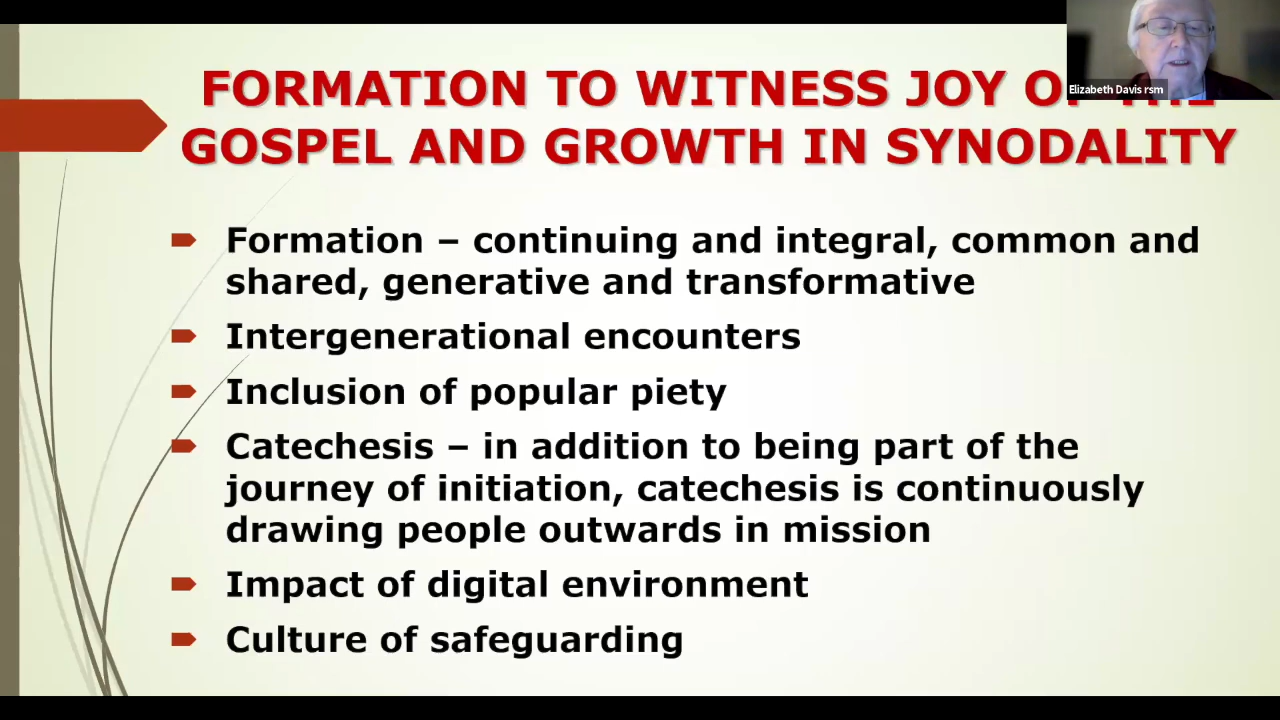 FORMATION TO WITNESS JOY OF THE
Elizabeth Davis rsm
GOSPEL AND GROWTH IN SYNODALITY
Formation – continuing and integral, common and
shared, generative and transformative
Intergenerational encounters
Inclusion of popular piety
Catechesis – in addition to being part of the
journey of initiation, catechesis is continuously
drawing people outwards in mission
Impact of digital environment
Culture of safeguarding